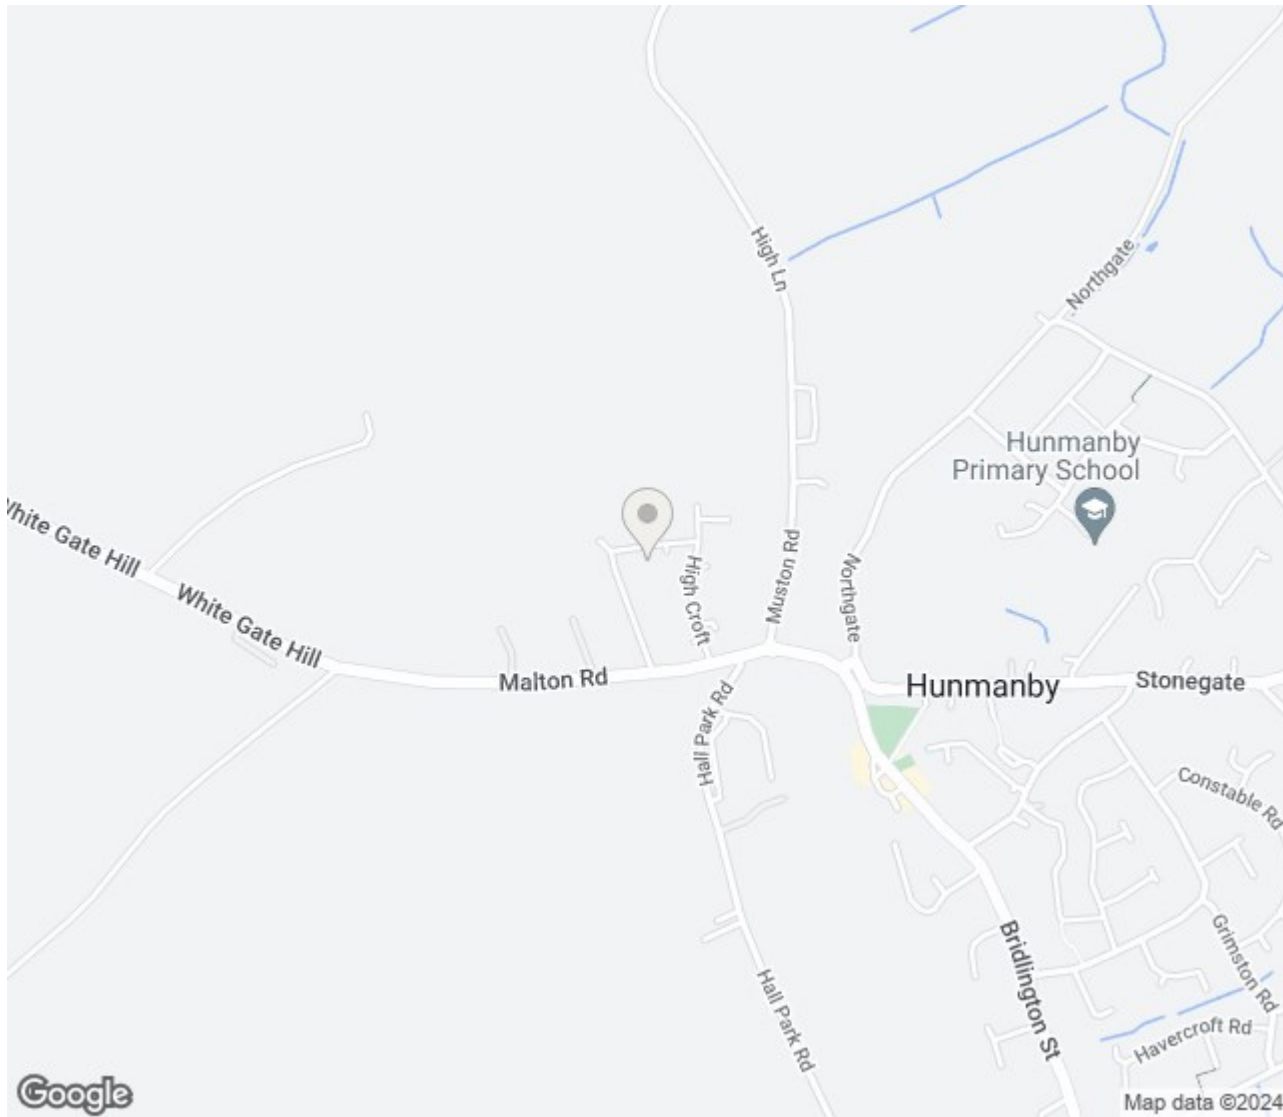 High Ln
Northgate
Hunmanby
Primary School
White Gate Hill
White Gate Hill
High Croft
Muston Rd
Northgate
Malton Rd
Hunmanby
Stonegate
Hall Park Rd
Constable Rd
Bridlington St
Grimston Rd
Hall Park Rd
Havercroft Rd
Google
Map data ©2024